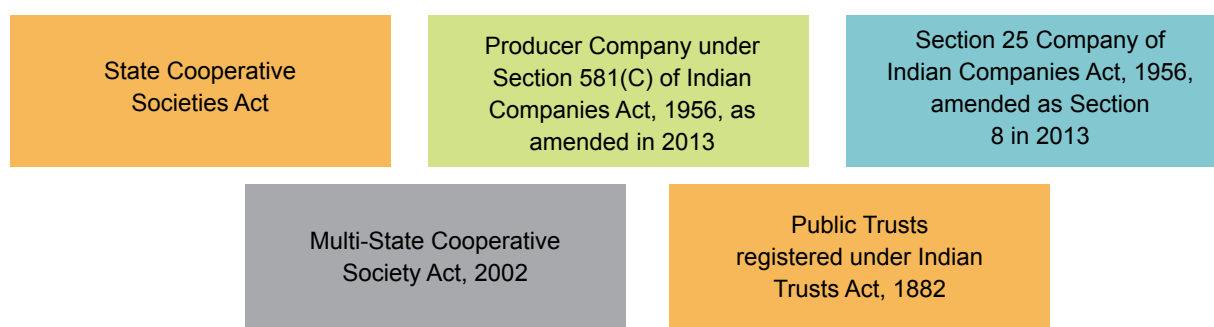 State Cooperative
Societies Act
Producer Company under
Section 581(C) of Indian
Companies Act, 1956, as
amended in 2013
Section 25 Company of
Indian Companies Act, 1956,
amended as Section
8 in 2013
Multi-State Cooperative
Society Act, 2002
Public Trusts
registered under Indian
Trusts Act, 1882